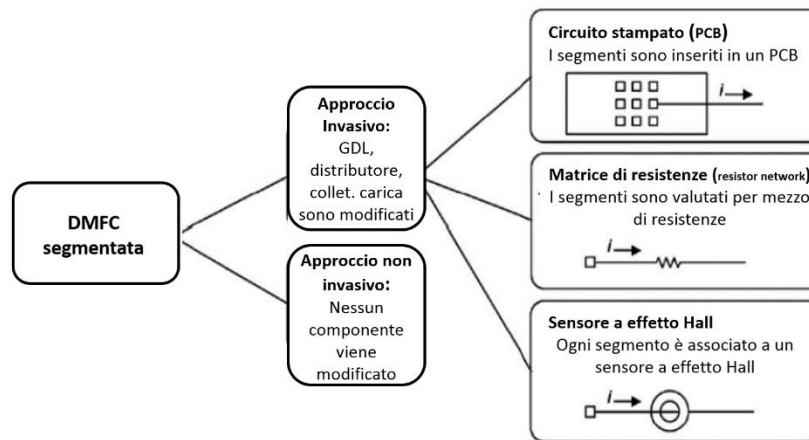 DMFC
segmentata
Approccio
Invasivo:
GDL,
distributore,
collet. carica
sono modificati
Approccio non
invasivo:
Nessun
componente
viene
modificato
Circuito stampato (PCB)
I segmenti sono inseriti in un PCB
i
Matrice di resistenze (resistor network)
I segmenti sono valutati per mezzo
di resistenze
i
Sensore a effetto Hall
Ogni segmento è associato a un
sensore a effetto Hall
i